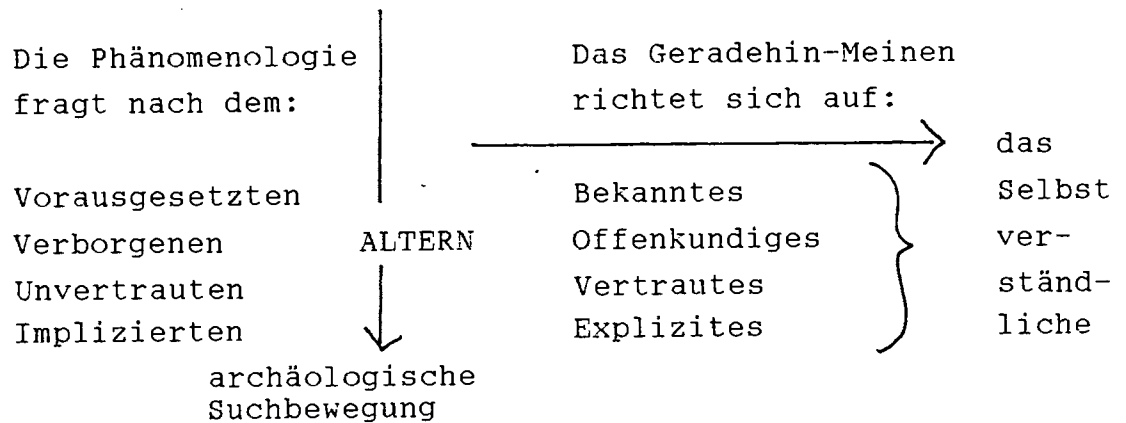 Die Phänomenologie
fragt nach dem:
Vorausgesetzten
Verborgenen
Unvertrauten
Implizierten
ALTERN
archäologische
Suchbewegung
Das Geradehin-Meinen
richtet sich auf:
Bekanntes
Offenkundiges
Vertrautes
Explizites
das
Selbst
ver-
ständ-
liche